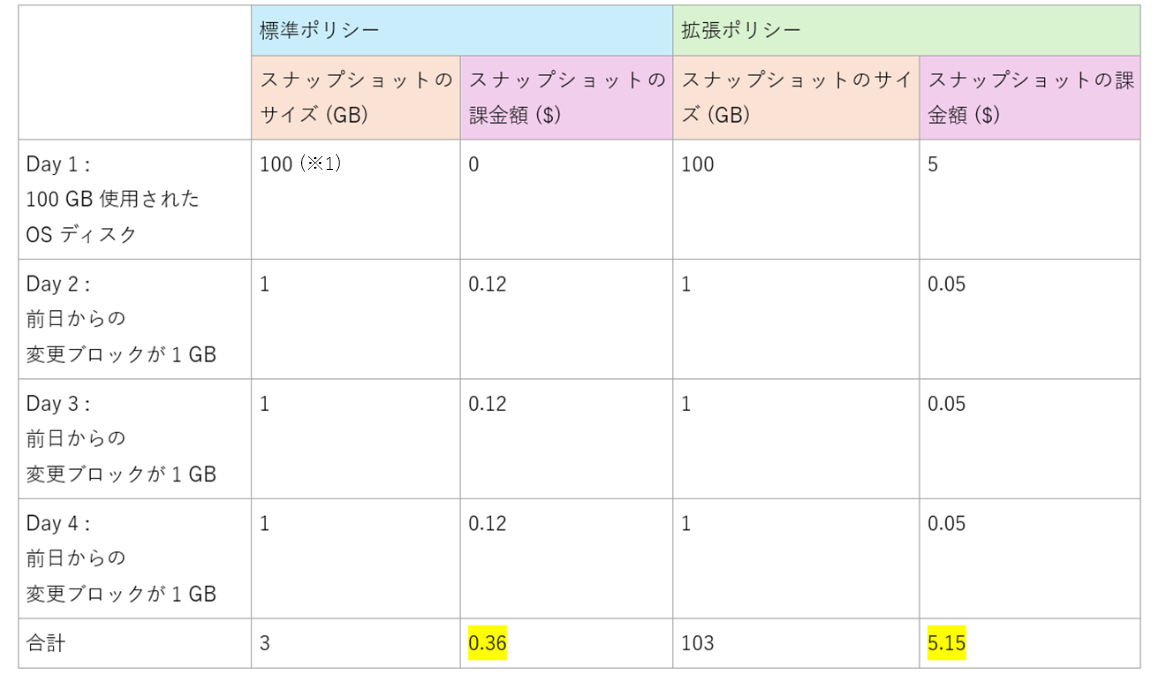 標準ポリシー
拡張ポリシー
スナップショットの
サイズ (GB)
スナップショットの
課金額 ($)
スナップショットのサイ
ズ (GB)
スナップショットの課
金額 ($)
Day 1 :
100 GB 使用された
OS ディスク
100 (※1)
0
100
5
Day 2 :
前日からの
変更ブロックが 1 GB
1
0.12
1
0.05
Day 3 :
前日からの
変更ブロックが 1 GB
1
0.12
1
0.05
Day 4 :
前日からの
変更ブロックが 1 GB
1
0.12
1
0.05
合計
3
0.36
103
5.15